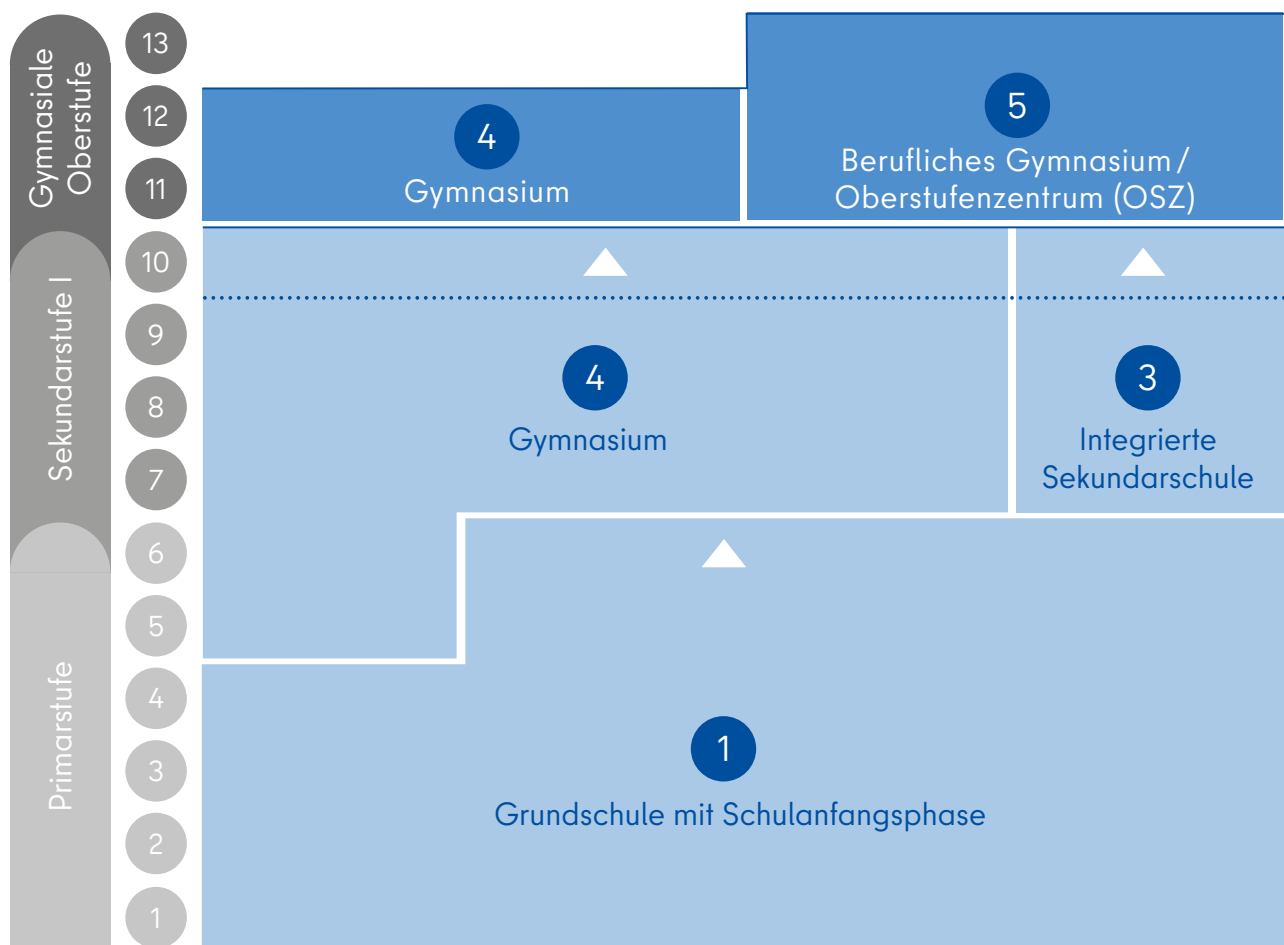 Gymnasiale
Oberstufe
Sekundarstufe I
Primarstufe
13
12
11
10
9
8
7
6
5
4
3
2
1
4
Gymnasium
5
Berufliches Gymnasium /
Oberstufenzentrum (OSZ)
4
Gymnasium
3
Integrierte
Sekundarschule
1
Grundschule mit Schulanfangsphase